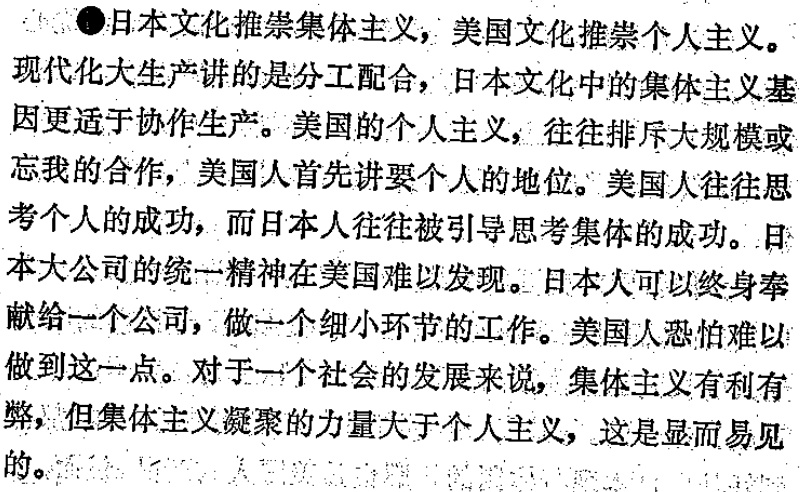 ●日本文化推崇集体主义，美国文化推崇个人主义。
现代化大生产讲的是分工配合，日本文化中的集体主义基
因更适于协作生产。美国的个人主义，往往排斥大规模或
忘我的合作，美国人首先讲要个人的地位。美国人往往思
考个人的成功，而日本人往往被引导思考集体的成功。日
本大公司的统一精神在美国难以发现。日本人可以终身奉
献给一个公司，做一个细小环节的工作。美国人恐怕难以
做到这一点。对于一个社会的发展来说，集体主义有利有
弊，但集体主义凝聚的力量大于个人主义，这是显而易见
的。